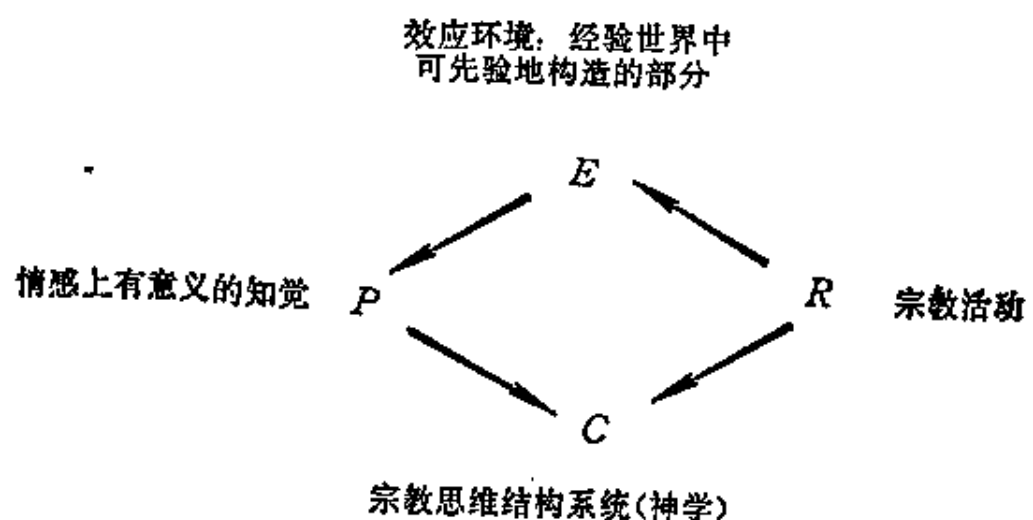 效应环境：经验世界中
可先验地构造的部分
E
情感上有意义的知觉 P
R 宗教活动
C
宗教思维结构系统(神学)